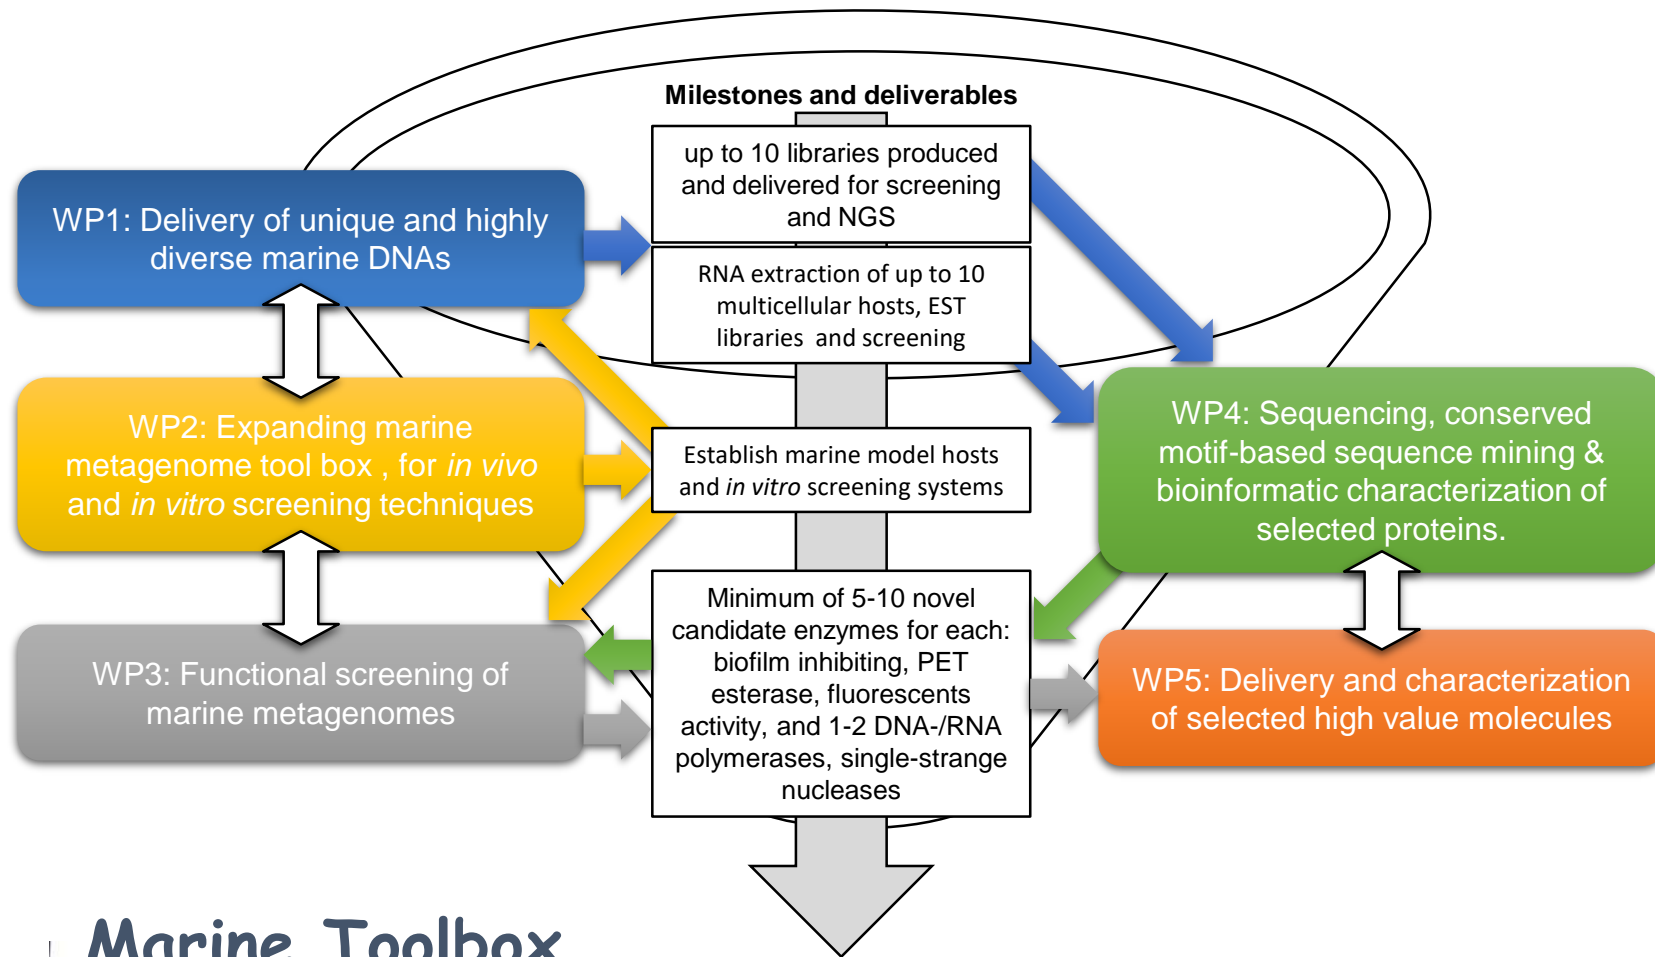 Milestones and deliverables
up to 10 libraries produced
and delivered for screening
and NGS
WP1: Delivery of unique and highly
diverse marine DNAs
RNA extraction of up to 10
multicellular hosts, EST
libraries and screening
WP2: Expanding marine
metagenome tool box , for in vivo
and in vitro screening techniques
Establish marine model hosts
and in vitro screening systems
WP4: Sequencing, conserved
motif-based sequence mining &
bioinformatic characterization of
selected proteins.
WP3: Functional screening of
marine metagenomes
Minimum of 5-10 novel
candidate enzymes for each:
biofilm inhibiting, PET
esterase, fluorescents
activity, and 1-2 DNA-/RNA
polymerases, single-strange
nucleases
WP5: Delivery and characterization
of selected high value molecules
Marine Toolbox